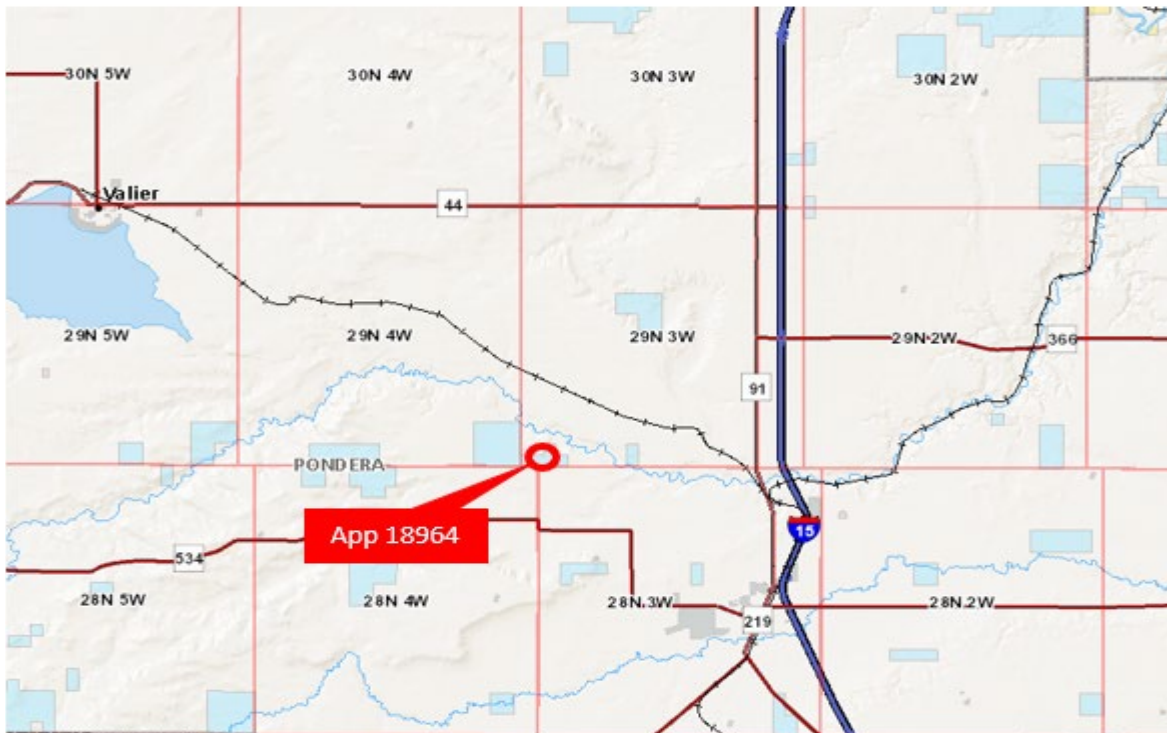 30N 5W
30N 4W
30N 3W
30N 2W
Valier
44
29N 5W
29N 4W
29N 3W
29N 2W
366
91
PONDERA
App 18964
15
534
28N 5W
28N 4W
28N 3W
28N 2W
219